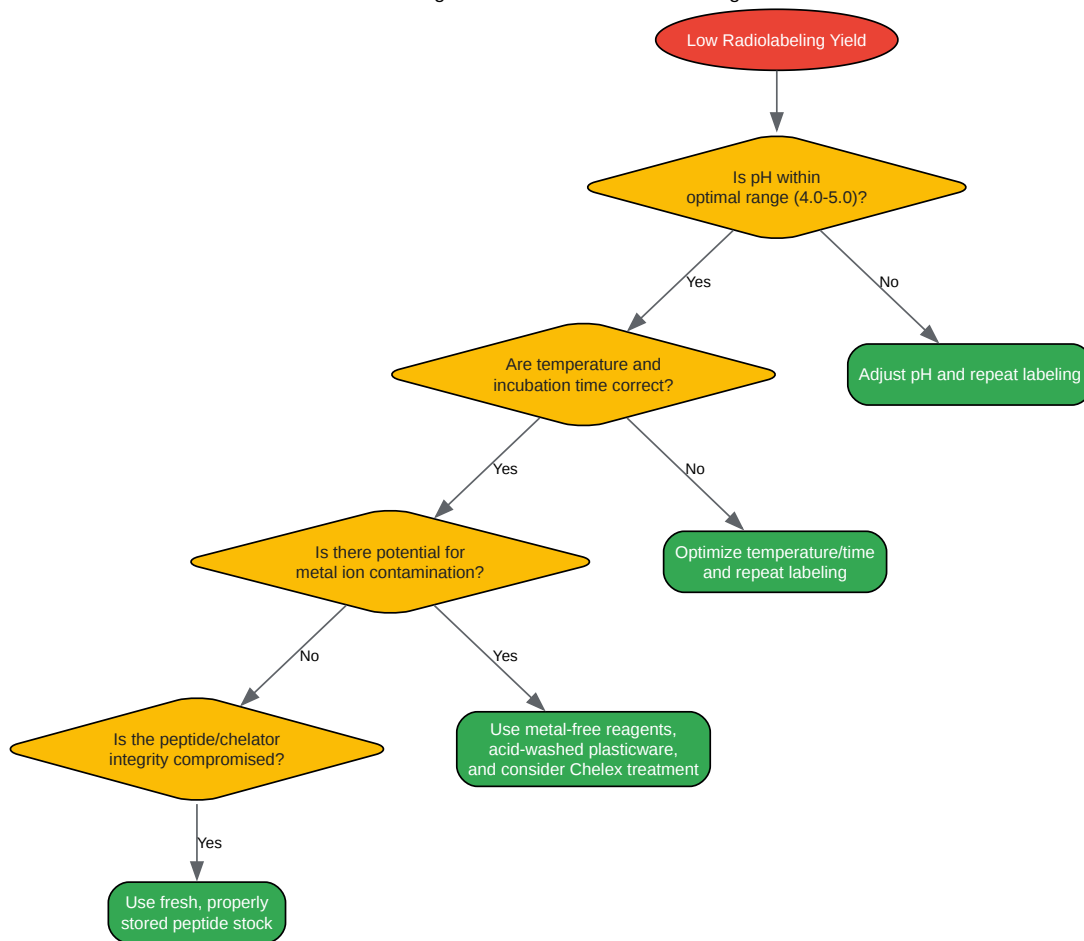 Low Radiolabeling Yield
Is pH within
optimal range (4.0-5.0)?
Yes
No
Are temperature and
incubation time correct?
Adjust pH and repeat labeling
Yes
No
Is there potential for
metal ion contamination?
Optimize temperature/time
and repeat labeling
No
Yes
Is the peptide/chelator
integrity compromised?
Use metal-free reagents,
acid-washed plasticware,
and consider Chelex treatment
Yes
Use fresh, properly
stored peptide stock